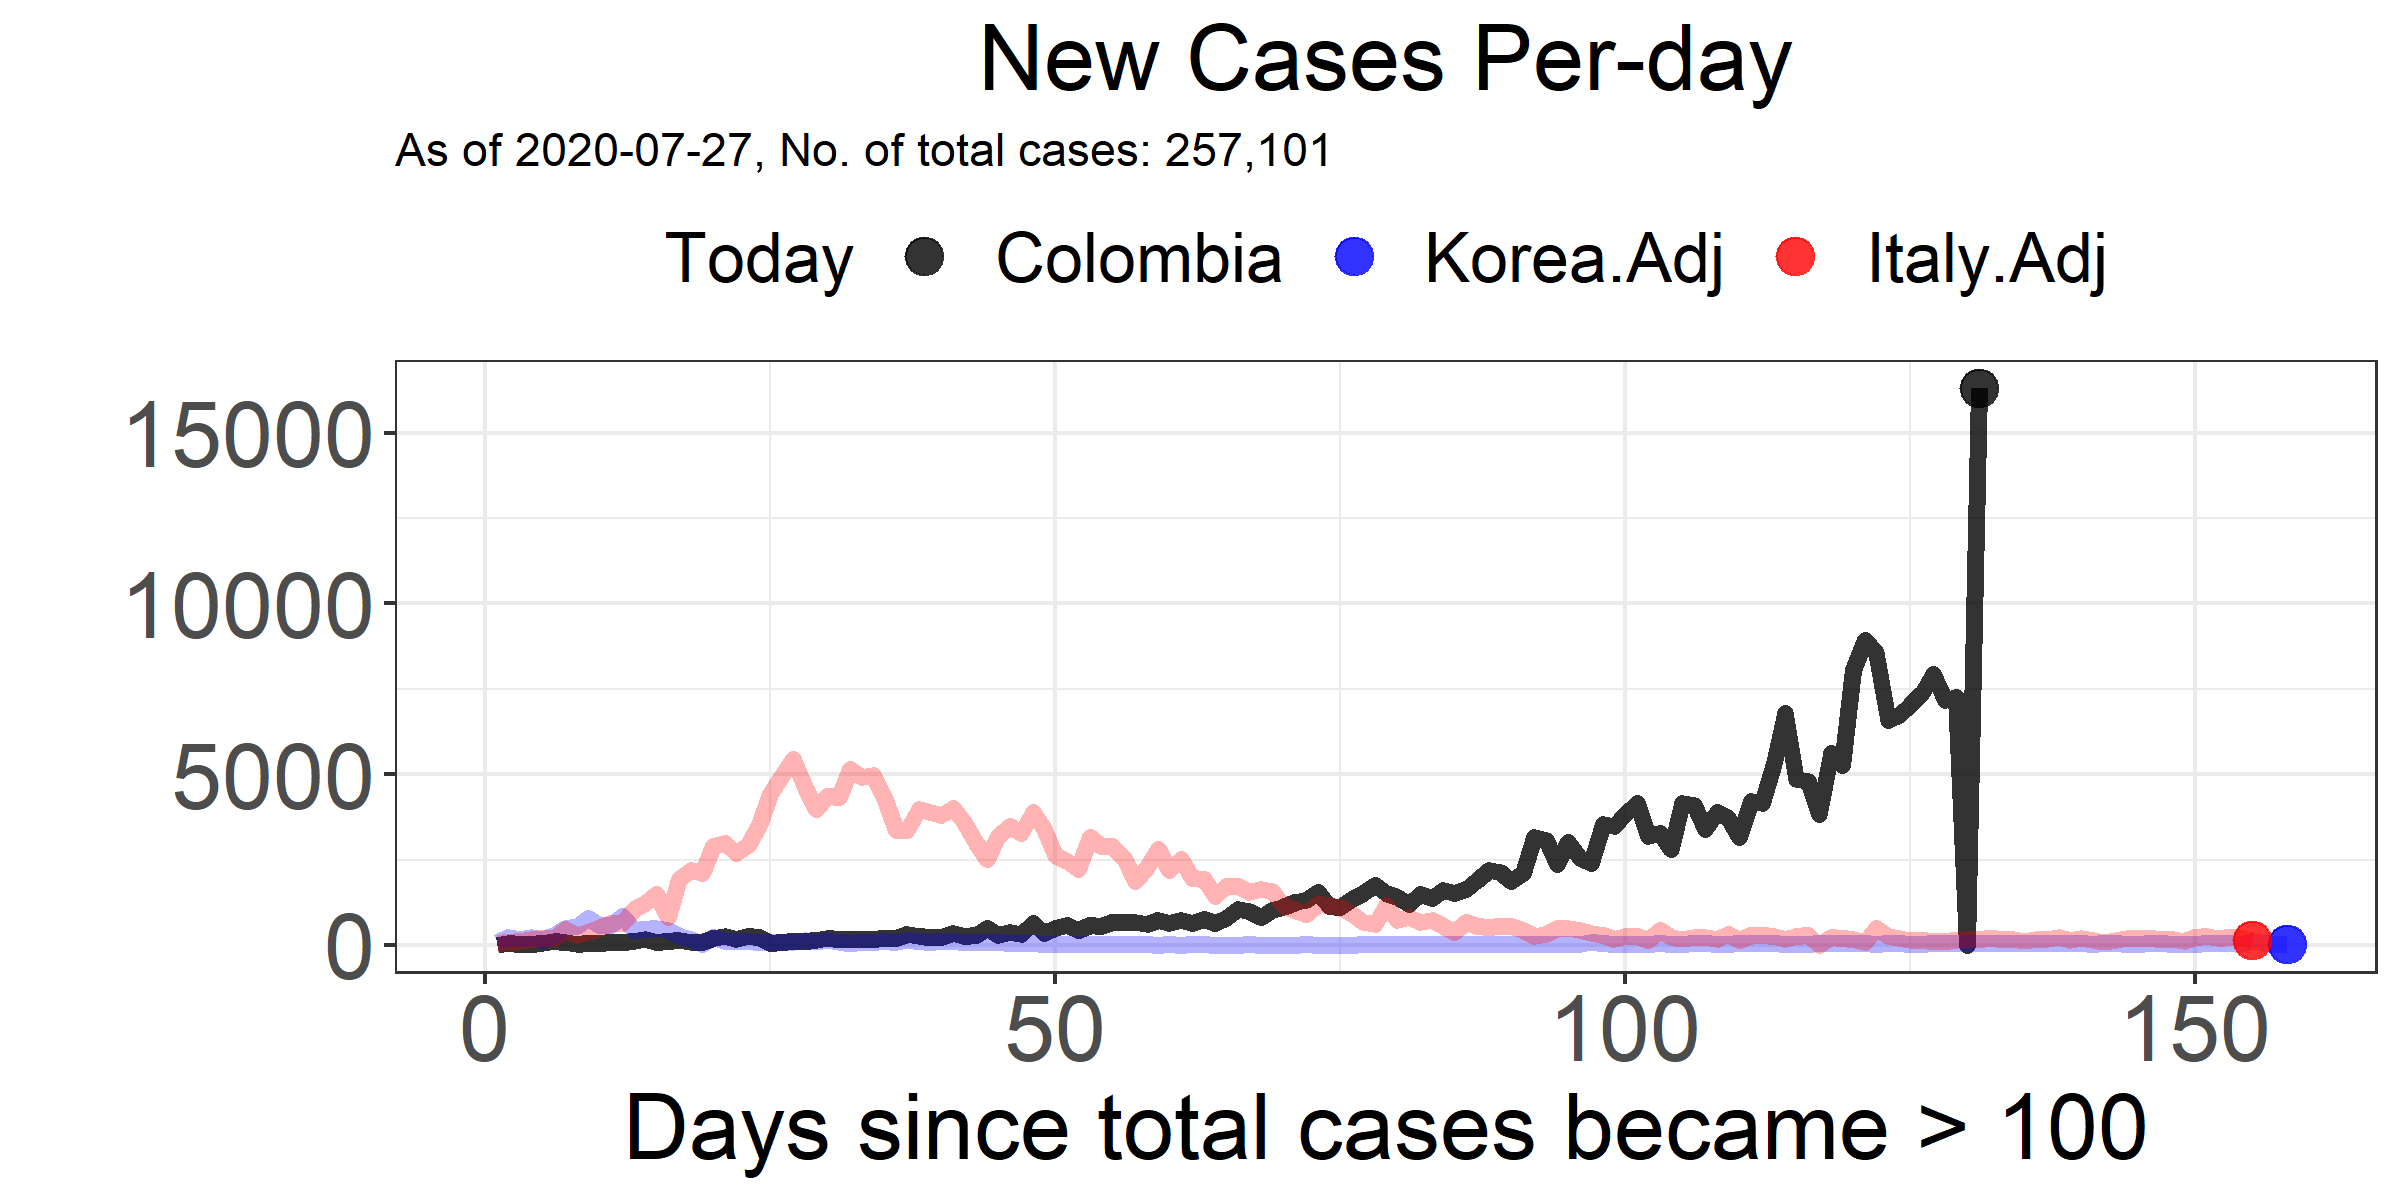 New Cases Per-day
As of 2020-07-27, No. of total cases: 257,101
Today Colombia Korea.Adj Italy.Adj
15000
10000
5000
0
0 50 100 150
Days since total cases became > 100